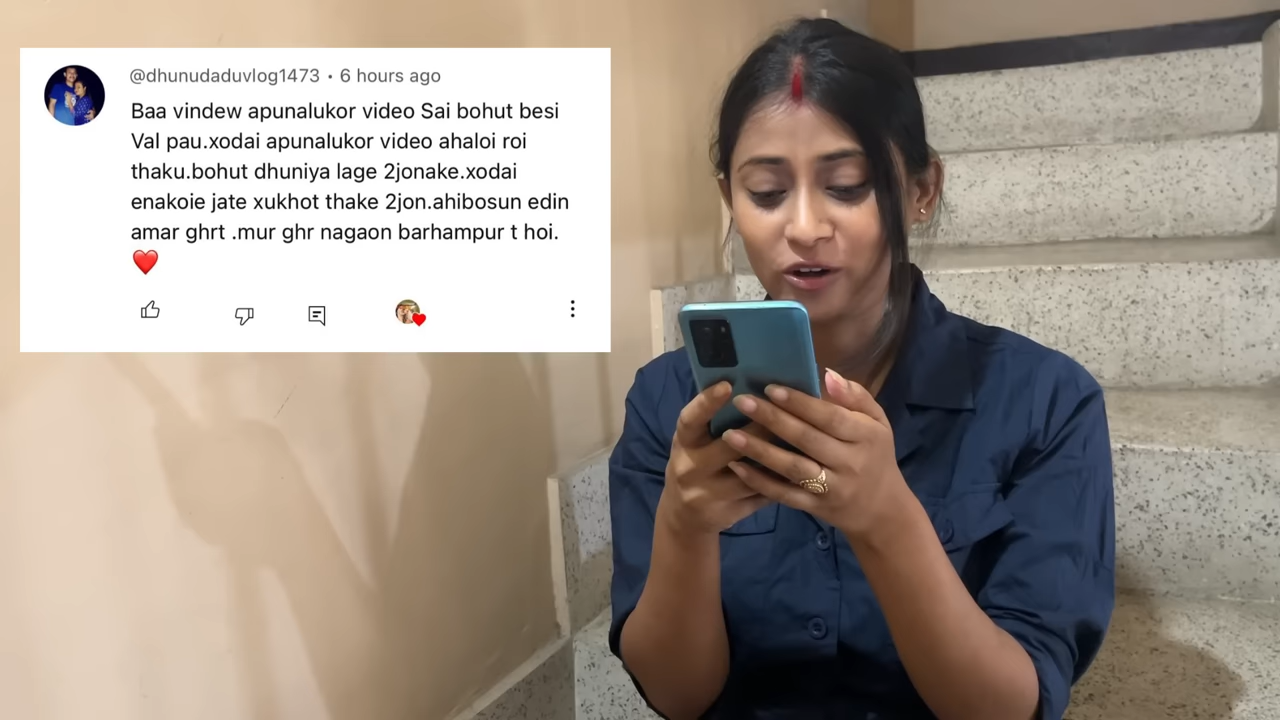 @dhunudaduvlog1473 • 6 hours ago
Baa vindew apunalukor video Sai bohut besi
Val pau.xodai apunalukor video ahaloi roi
thaku.bohut dhuniya lage 2jonake.xodai
enakoie jate xukhot thake 2jon.ahibosun edin
amar ghrt .mur ghr nagaon barhampur t hoi.
❤️